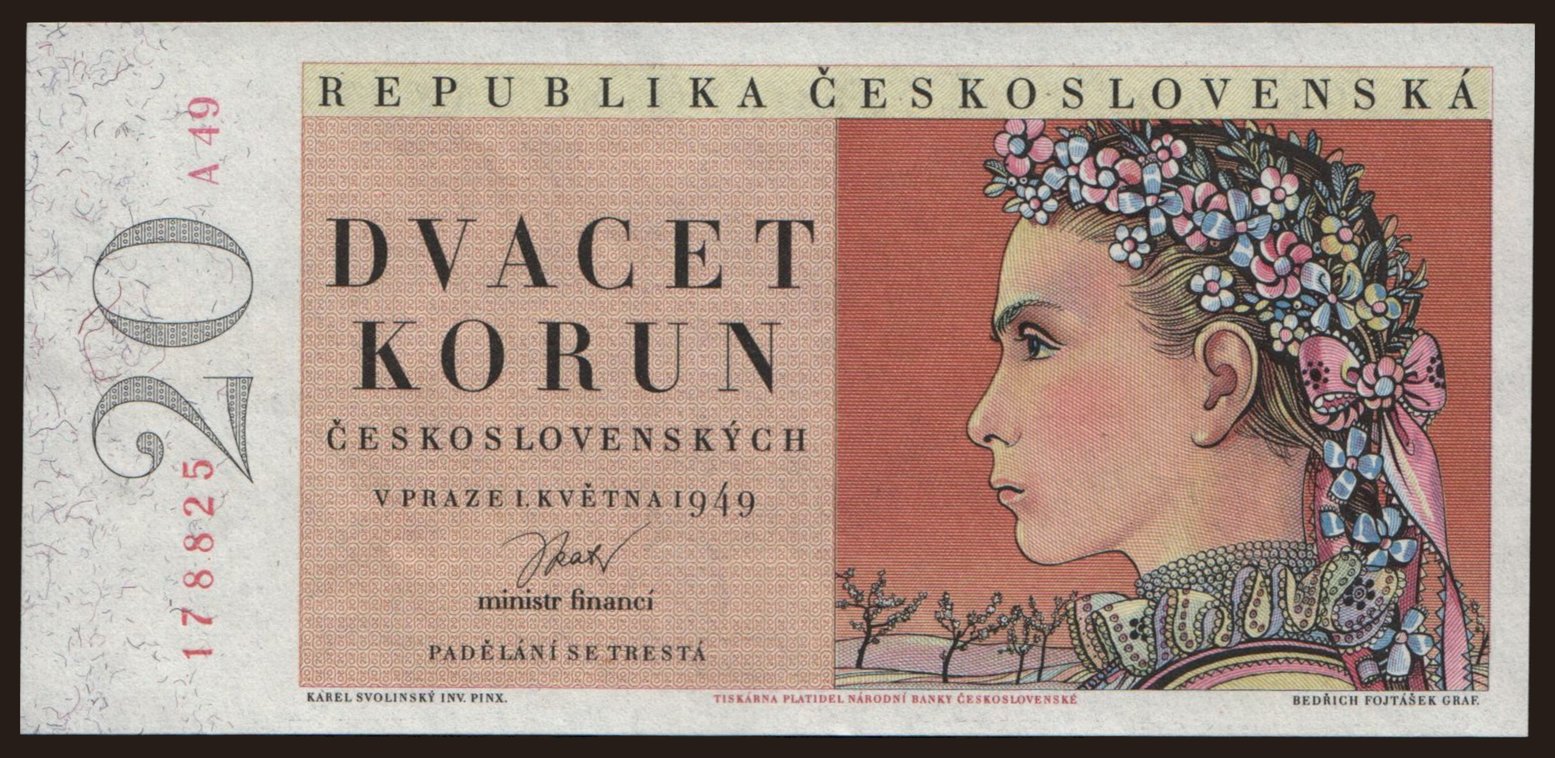 REPUBLIKA ČESKOSLOVENSKÁ
A 49
20
178825
DVACET
KORUN
ČESKOSLOVENSKÝCH
V PRAZE 1. KVĚTNA 1949
ministr financí
PADĚLÁNÍ SE TRESTÁ
KAREL SVOLINSKÝ INV. PINX.
TISKÁRNA PLATIDEL NÁRODNÍ BANKY ČESKOSLOVENSKÉ
BEDŘICH FOJTÁŠEK GRAF.